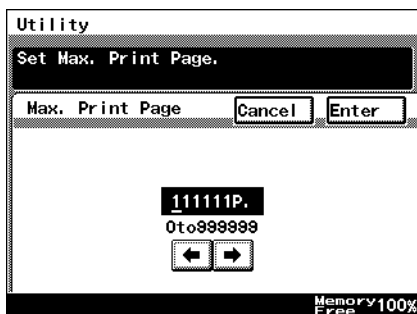 Utility
Set Max. Print Page.
Max. Print Page Cancel Enter
111111P.
0to999999
Memory
Free 100%